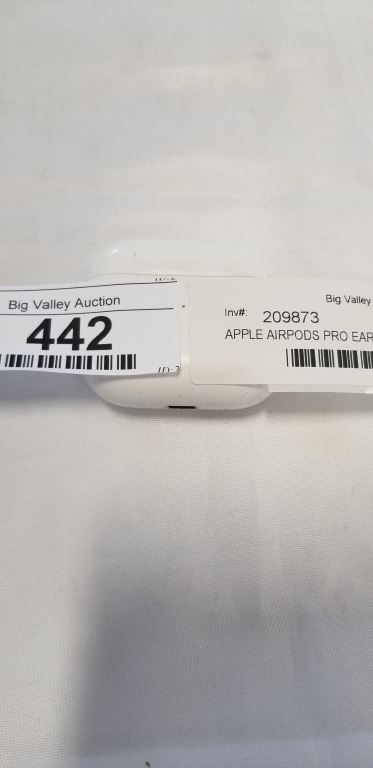 Big Valley Auction
442
Big Valley
Inv#: 209873
APPLE AIRPODS PRO EAR